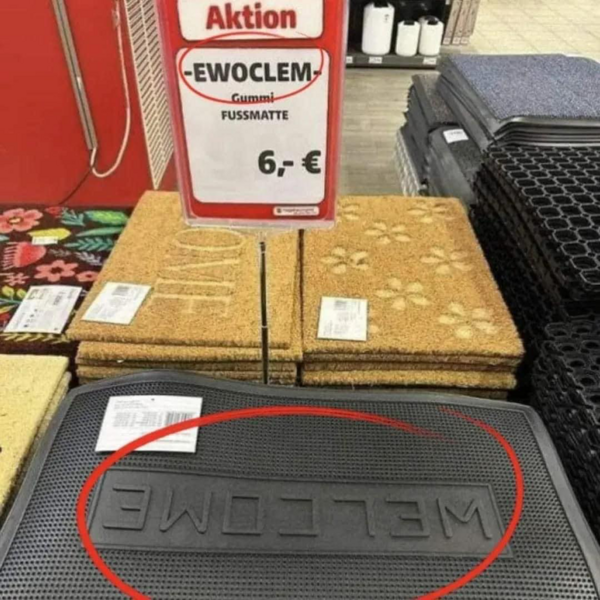 Aktion
-EWOCLEM-
Gummi
FUSSMATTE
6,- €
WELCOME